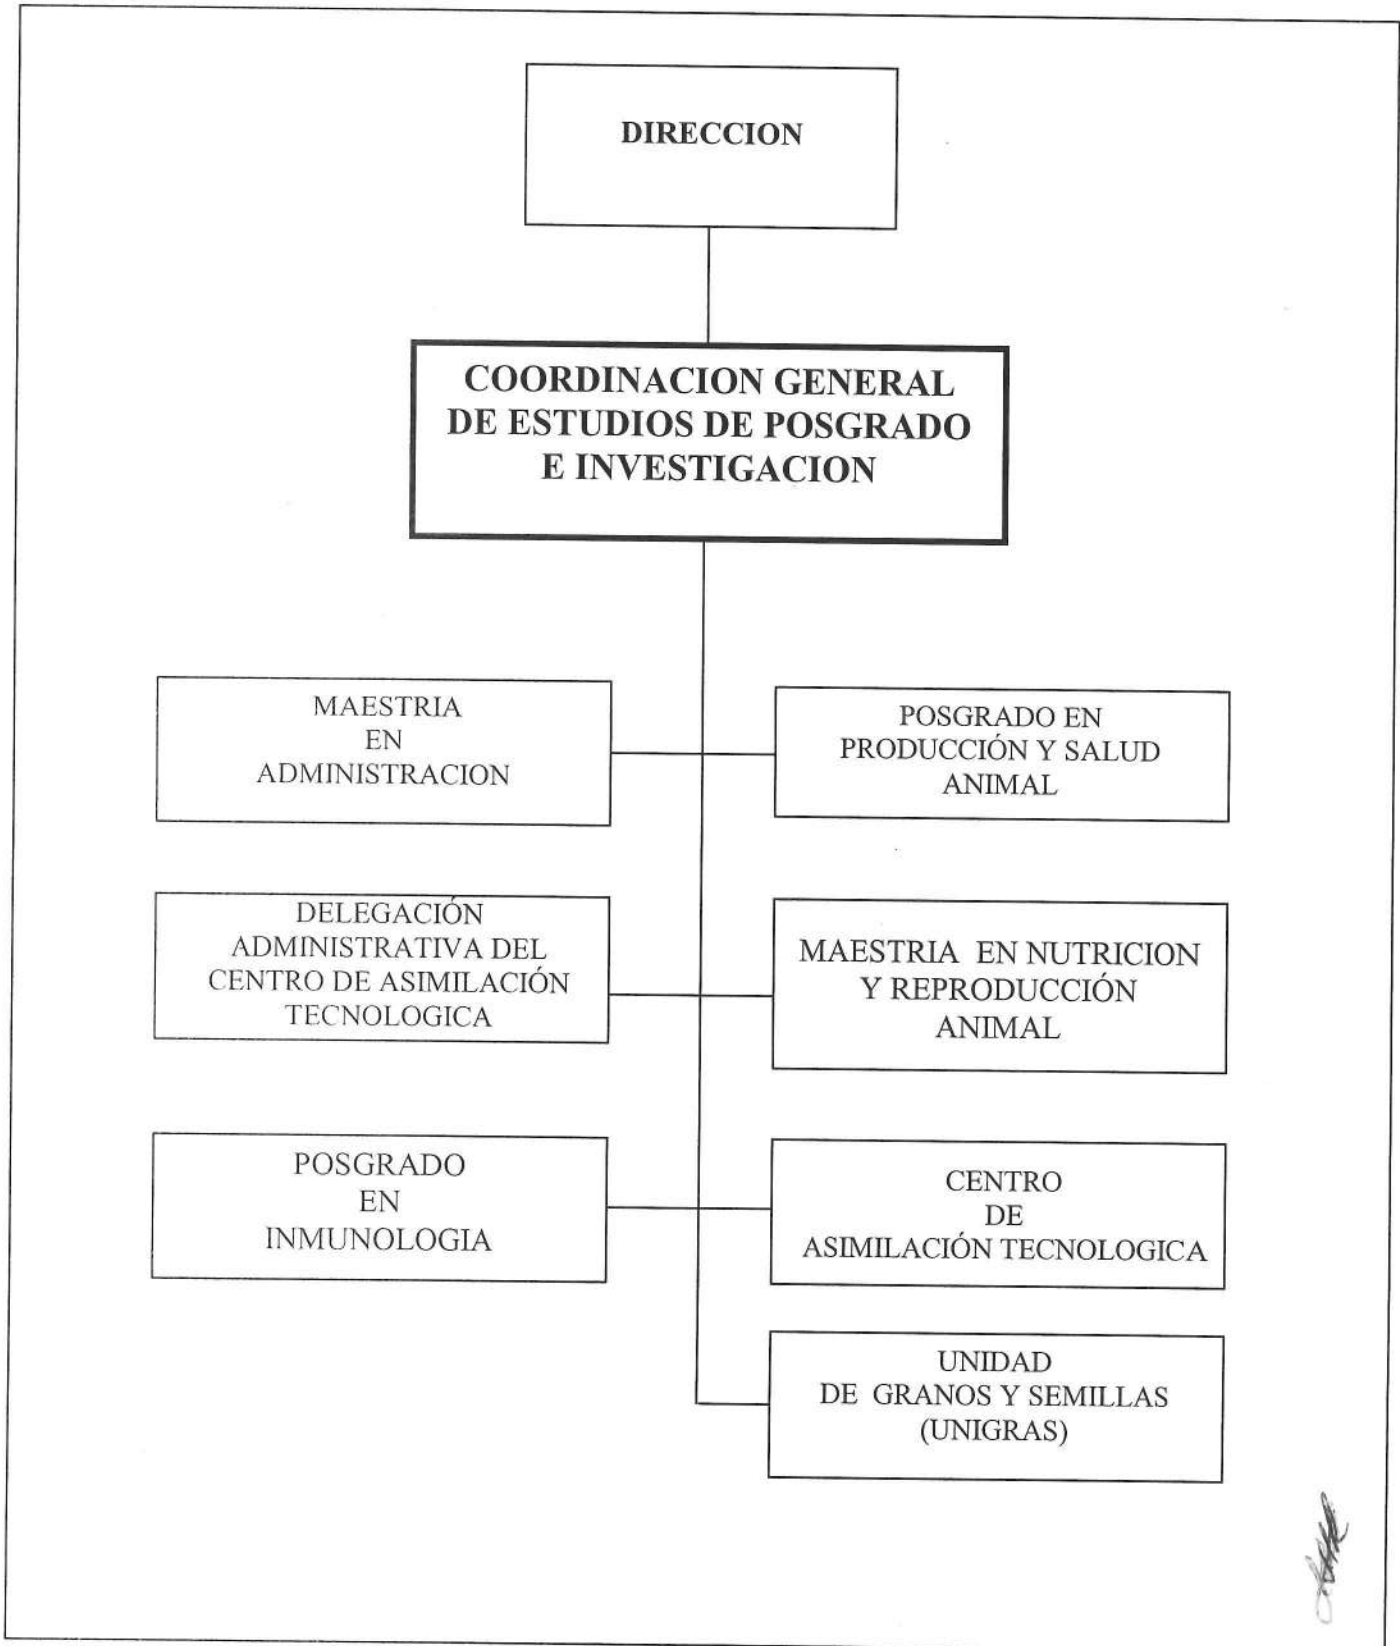 DIRECCION
COORDINACION GENERAL
DE ESTUDIOS DE POSGRADO
E INVESTIGACION
MAESTRIA
EN
ADMINISTRACION
POSGRADO EN
PRODUCCIÓN Y SALUD
ANIMAL
DELEGACIÓN
ADMINISTRATIVA DEL
CENTRO DE ASIMILACIÓN
TECNOLOGICA
MAESTRIA EN NUTRICION
Y REPRODUCCIÓN
ANIMAL
POSGRADO
EN
INMUNOLOGIA
CENTRO
DE
ASIMILACIÓN TECNOLOGICA
UNIDAD
DE GRANOS Y SEMILLAS
(UNIGRAS)